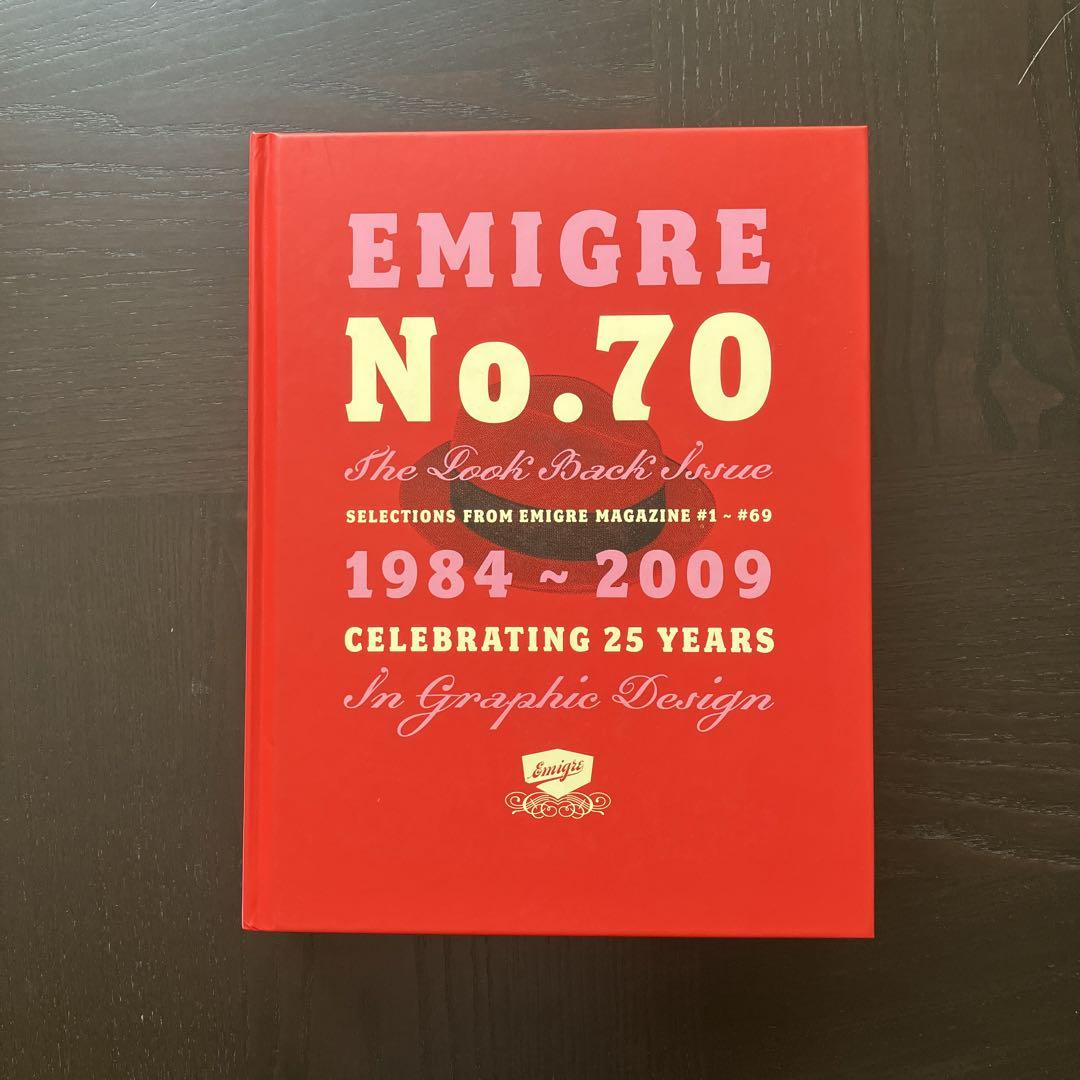 EMIGRE
No.70
The Look Back Issue
SELECTIONS FROM EMIGRE MAGAZINE #1 ~ #69
1984 ~ 2009
CELEBRATING 25 YEARS
In Graphic Design
Emigre